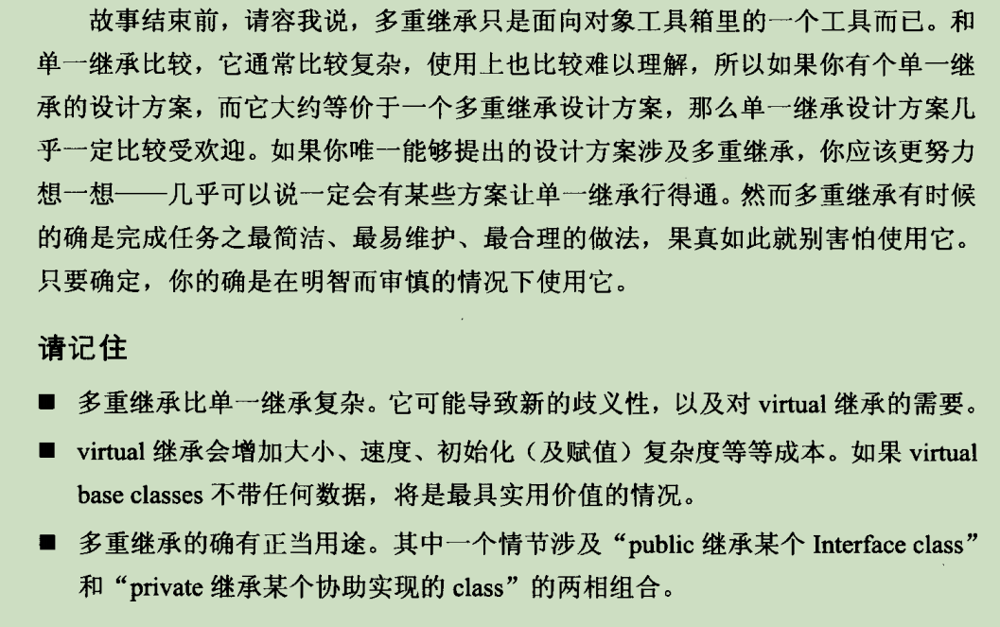 故事结束前，请容我说，多重继承只是面向对象工具箱里的一个工具而已。和
单一继承比较，它通常比较复杂，使用上也比较难以理解，所以如果你有个单一继
承的设计方案，而它大约等价于一个多重继承设计方案，那么单一继承设计方案几
乎一定比较受欢迎。如果你唯一能够提出的设计方案涉及多重继承，你应该更努力
想一想——几乎可以说一定会有某些方案让单一继承行得通。然而多重继承有时候
的确是完成任务之最简洁、最易维护、最合理的做法，果真如此就别害怕使用它。
只要确定，你的确是在明智而审慎的情况下使用它。
请记住
■ 多重继承比单一继承复杂。它可能导致新的歧义性，以及对 virtual 继承的需要。
■ virtual 继承会增加大小、速度、初始化（及赋值）复杂度等等成本。如果 virtual
base classes 不带任何数据，将是最具实用价值的情况。
■ 多重继承的确有正当用途。其中一个情节涉及“public 继承某个 Interface class”
和“private 继承某个协助实现的 class”的两相组合。